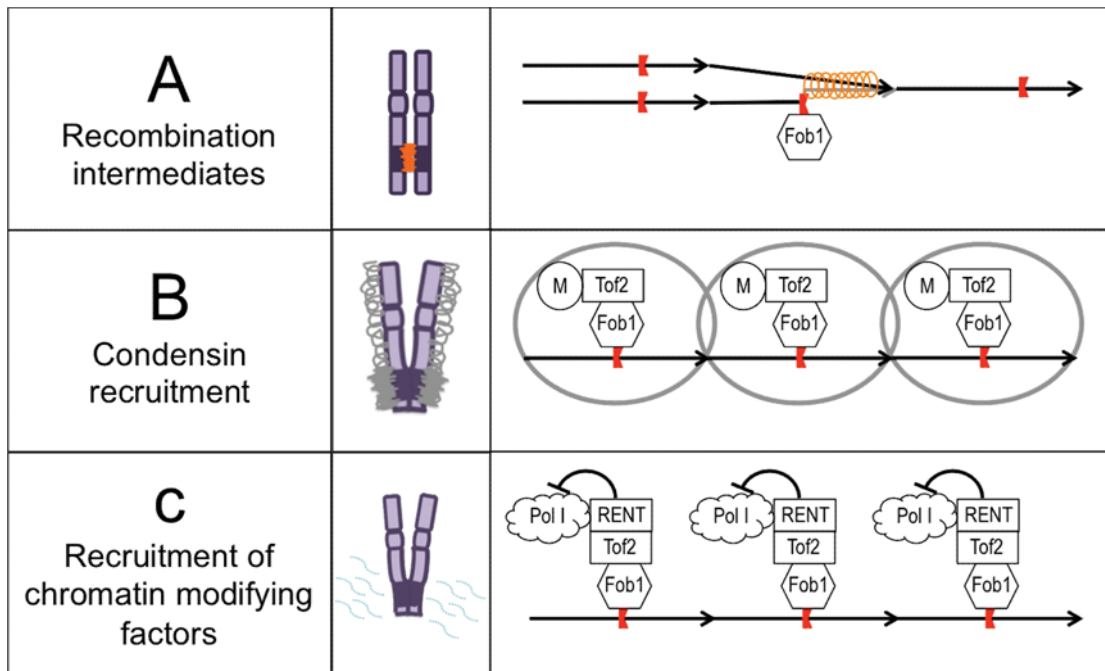 A
Recombination
intermediates
Fob1
B
Condensin
recruitment
M Tof2 M Tof2 M Tof2
Fob1 Fob1 Fob1
c
Recruitment of
chromatin modifying
factors
Pol I RENT Pol I RENT Pol I RENT
Tof2 Tof2 Tof2
Fob1 Fob1 Fob1